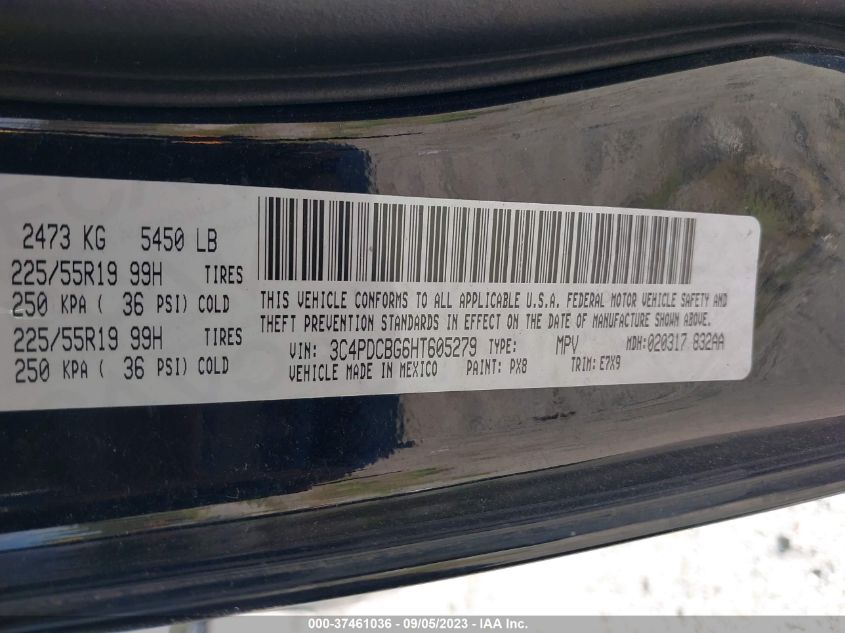 2473 KG 5450 LB
225/55R19 99H TIRES
250 KPA ( 36 PSI) COLD
225/55R19 99H TIRES
250 KPA ( 36 PSI) COLD
THIS VEHICLE CONFORMS TO ALL APPLICABLE U.S.A. FEDERAL MOTOR VEHICLE SAFETY AND
THEFT PREVENTION STANDARDS IN EFFECT ON THE DATE OF MANUFACTURE SHOWN ABOVE.
VIN: 3C4PDCBG6HT605279 TYPE: MPV MDH:020317 832AA
VEHICLE MADE IN MEXICO PAINT: PX8 TRIM: E7X9
000-37461036 - 09/05/2023 - IAA Inc.